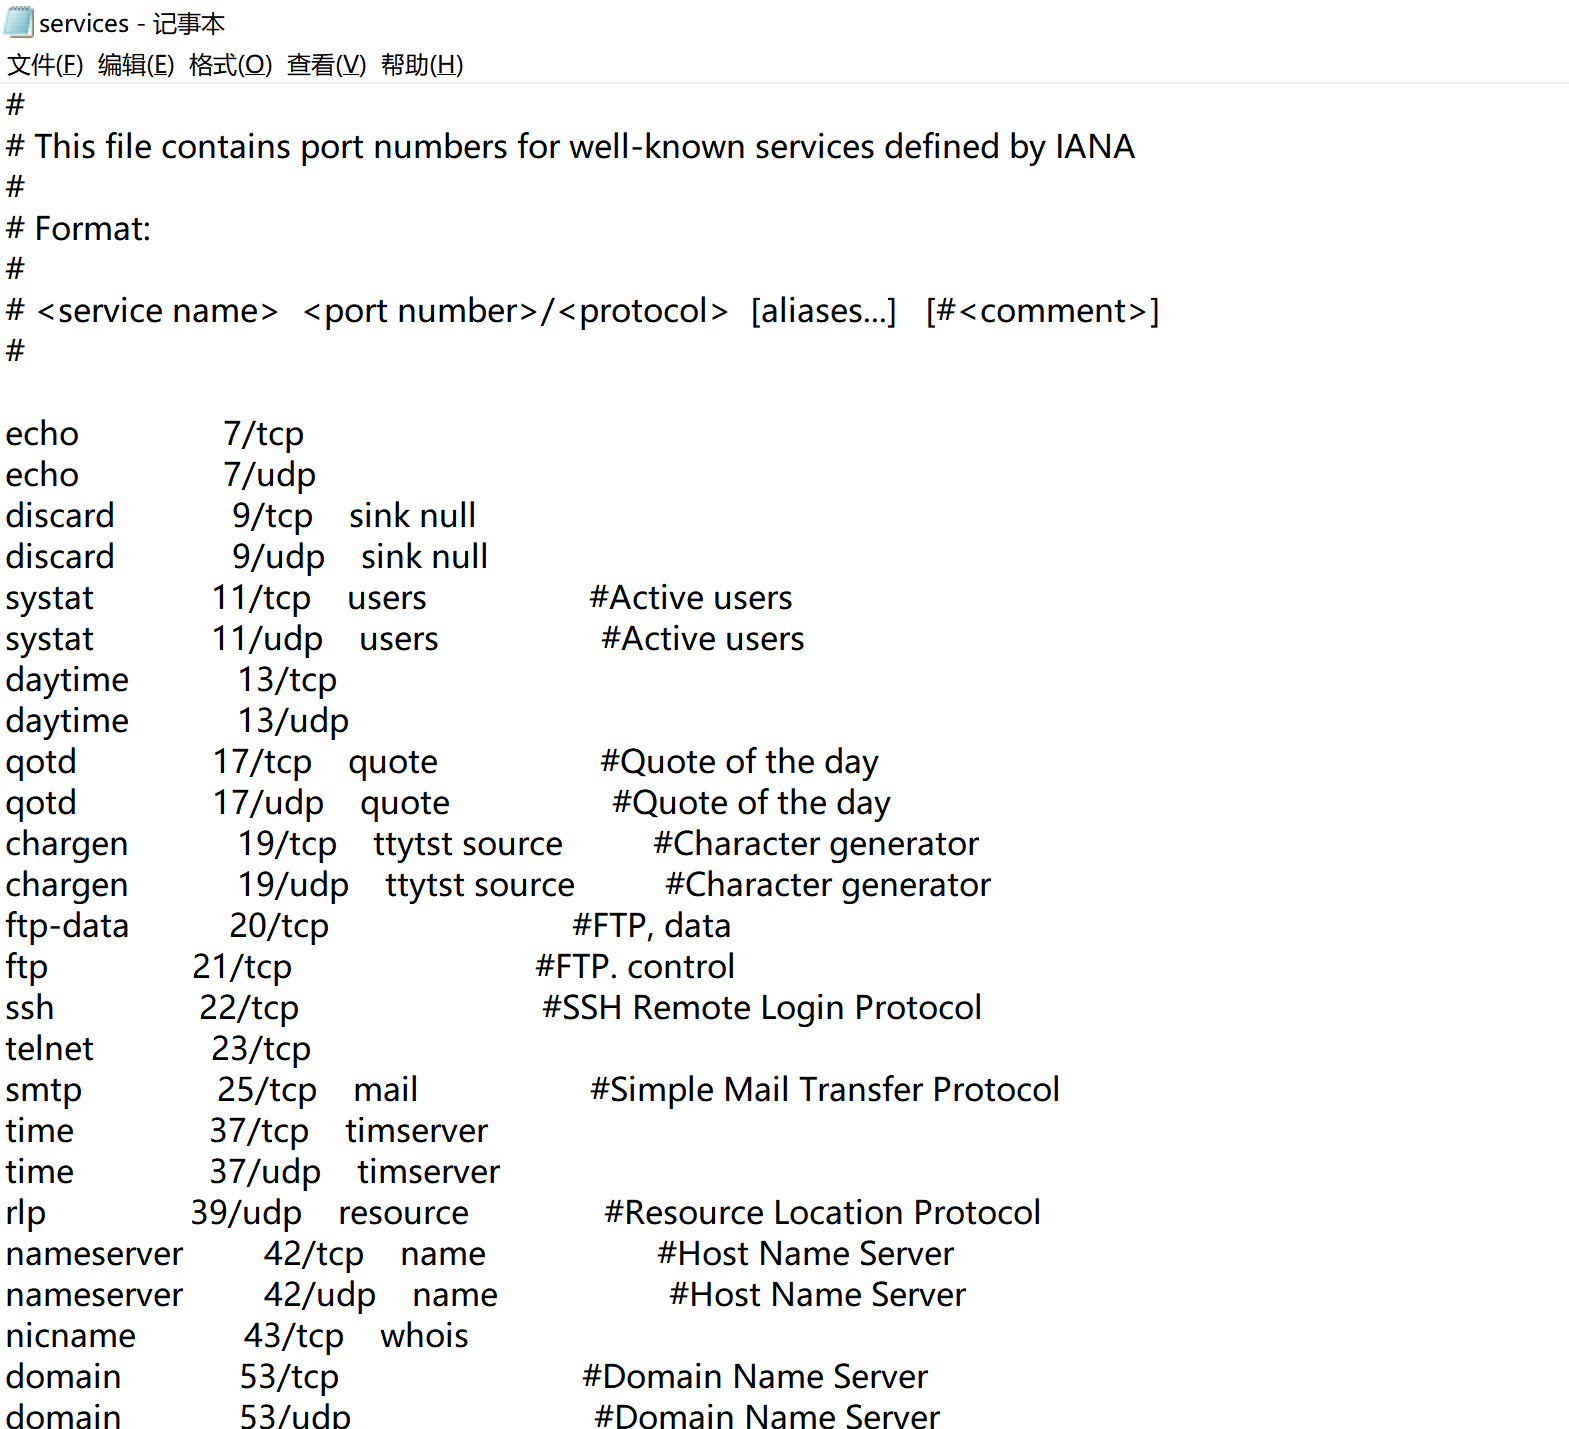 services - 记事本
文件(F) 编辑(E) 格式(O) 查看(V) 帮助(H)
#
# This file contains port numbers for well-known services defined by IANA
#
# Format:
#
# <service name>  <port number>/<protocol>  [aliases...]   [#<comment>]
#
echo 7/tcp
echo 7/udp
discard 9/tcp sink null
discard 9/udp sink null
systat 11/tcp users #Active users
systat 11/udp users #Active users
daytime 13/tcp
daytime 13/udp
qotd 17/tcp quote #Quote of the day
qotd 17/udp quote #Quote of the day
chargen 19/tcp ttytst source #Character generator
chargen 19/udp ttytst source #Character generator
ftp-data 20/tcp #FTP, data
ftp 21/tcp #FTP. control
ssh 22/tcp #SSH Remote Login Protocol
telnet 23/tcp
smtp 25/tcp mail #Simple Mail Transfer Protocol
time 37/tcp timserver
time 37/udp timserver
rlp 39/udp resource #Resource Location Protocol
nameserver 42/tcp name #Host Name Server
nameserver 42/udp name #Host Name Server
nicname 43/tcp whois
domain 53/tcp #Domain Name Server
domain 53/udp #Domain Name Server